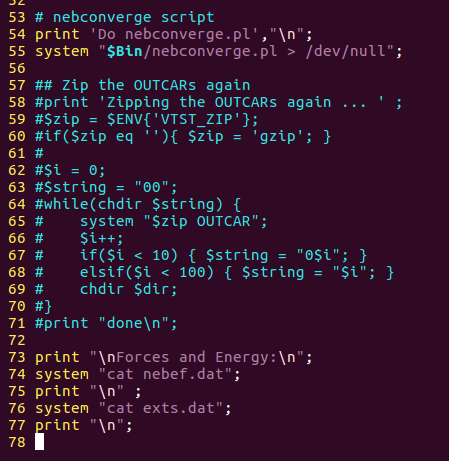 52
53 # nebconverge script
54 print 'Do nebconverge.pl',"\n";
55 system "$Bin/nebconverge.pl > /dev/null";
56
57 ## Zip the OUTCARs again
58 #print 'Zipping the OUTCARs again ... ' ;
59 #$zip = $ENV{'VTST_ZIP'};
60 #if($zip eq ''){ $zip = 'gzip'; }
61 #
62 #$i = 0;
63 #$string = "00";
64 #while(chdir $string) {
65 #    system "$zip OUTCAR";
66 #    $i++;
67 #    if($i < 10) { $string = "0$i"; }
68 #    elsif($i < 100) { $string = "$i"; }
69 #    chdir $dir;
70 #}
71 #print "done\n";
72
73 print "\nForces and Energy:\n";
74 system "cat nebef.dat";
75 print "\n" ;
76 system "cat exts.dat";
77 print "\n";
78